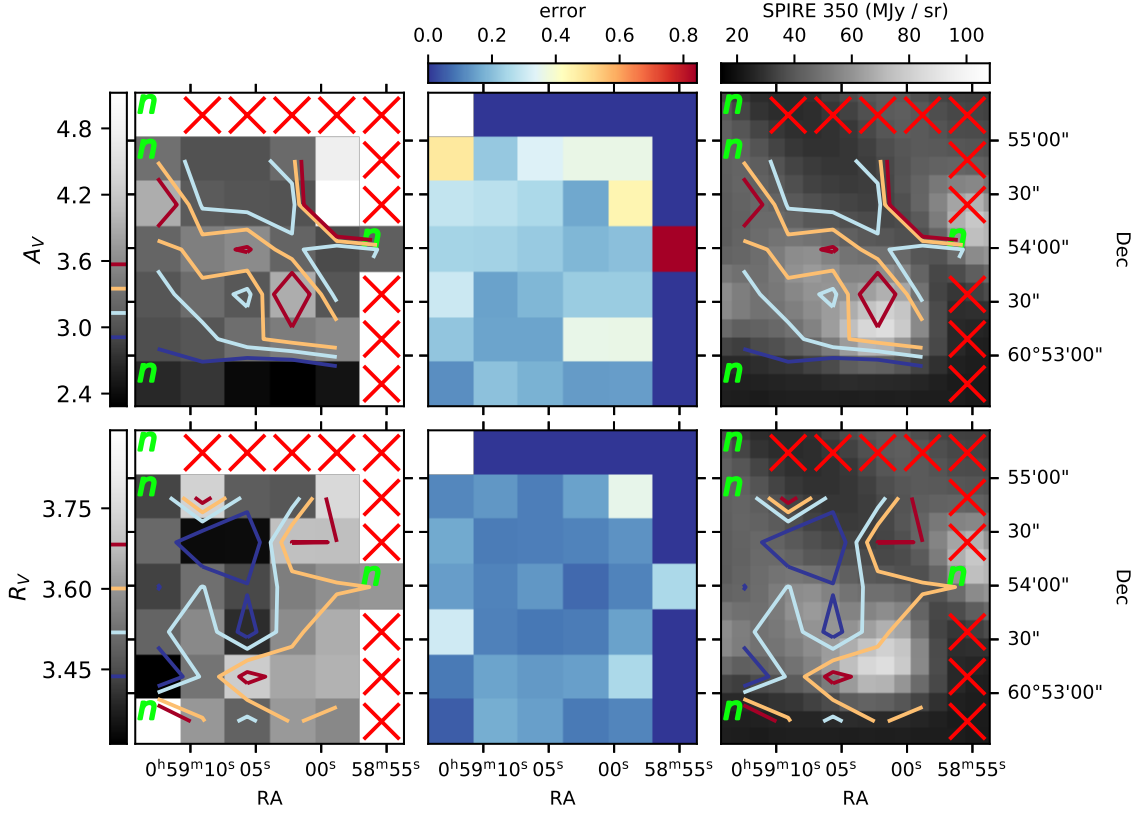 error
SPIRE 350 (MJy / sr)
0.0 0.2 0.4 0.6 0.8
20 40 60 80 100
n n
n n
4.8
55'00"
4.2
30"
n n
3.6
54'00"
A_V
Dec
30"
3.0
60°53'00"
n n
2.4
n n
n n
55'00"
3.75
30"
n n
3.60
54'00"
R_V
Dec
30"
3.45
60°53'00"
n n
0ʰ59ᵐ10ˢ 05ˢ 00ˢ 58ᵐ55ˢ
0ʰ59ᵐ10ˢ 05ˢ 00ˢ 58ᵐ55ˢ
0ʰ59ᵐ10ˢ 05ˢ 00ˢ 58ᵐ55ˢ
RA RA RA